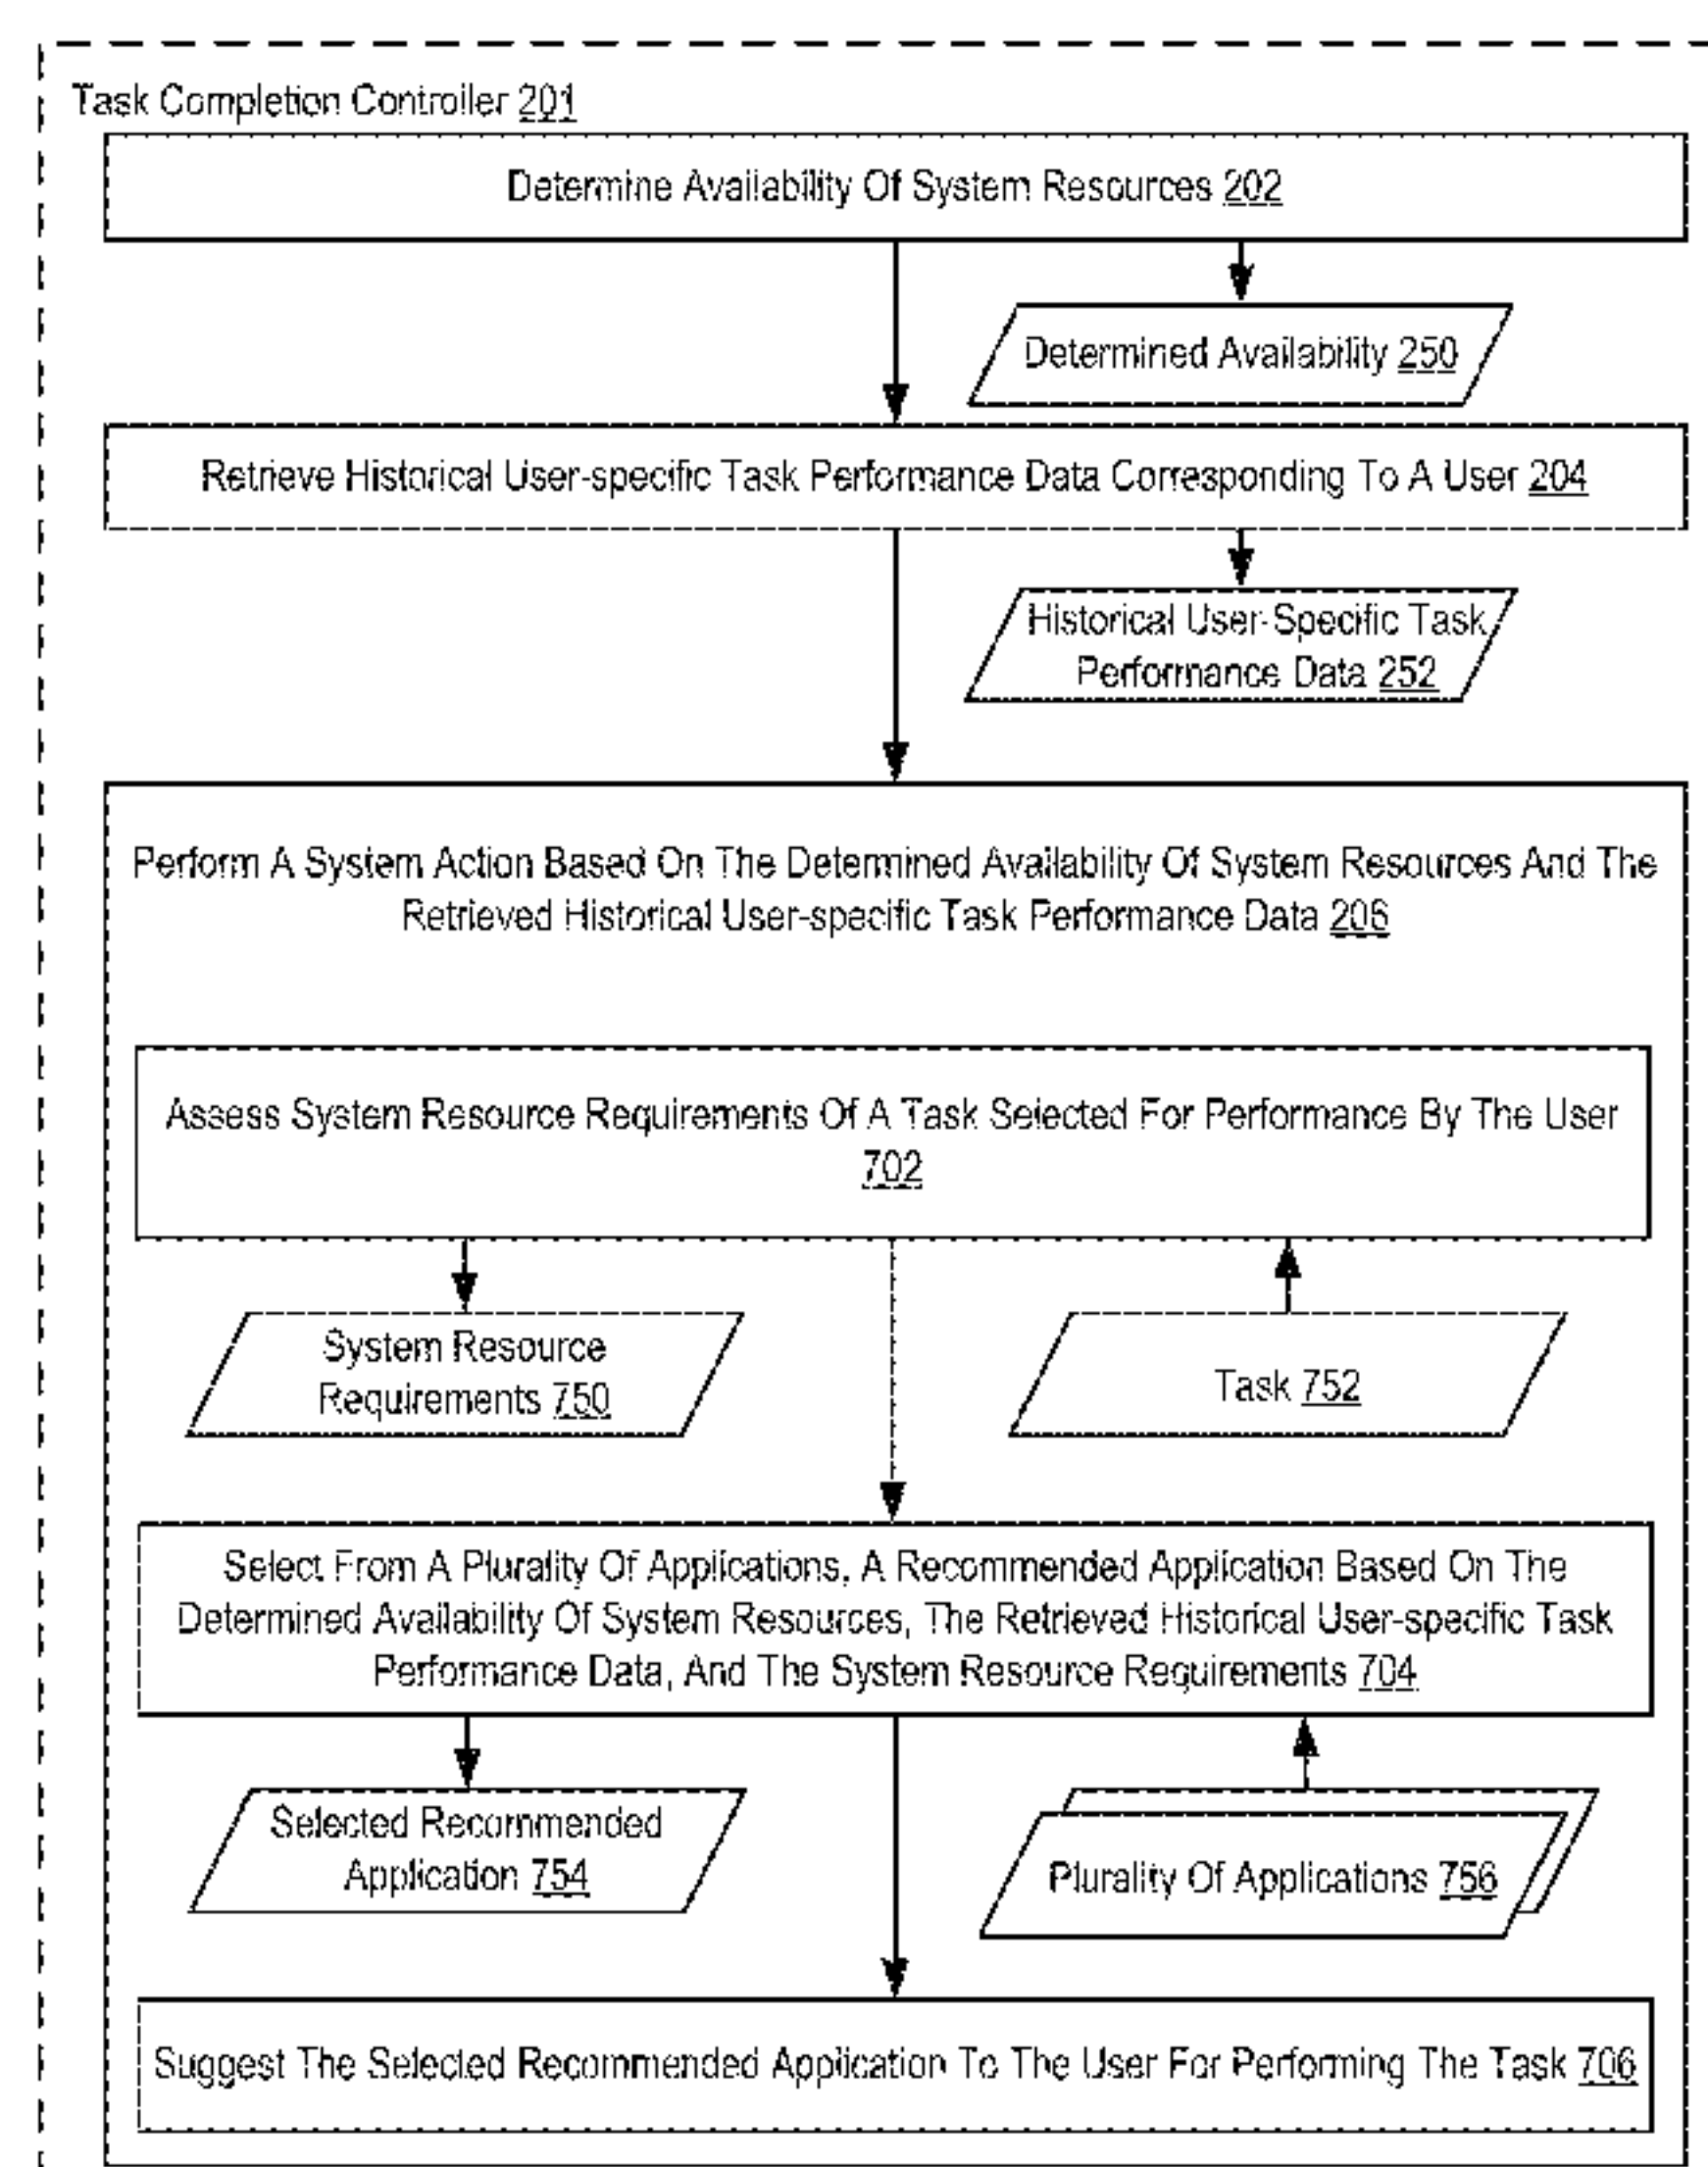 Task Completion Controller 201
Determine Availability Of System Resources 202
Determined Availability 250
Retrieve Historical User-specific Task Performance Data Corresponding To A User 204
Historical User-Specific Task
Performance Data 252
Perform A System Action Based On The Determined Availability Of System Resources And The
Retrieved Historical User-specific Task Performance Data 206
Assess System Resource Requirements Of A Task Selected For Performance By The User
702
System Resource
Requirements 750
Task 752
Select From A Plurality Of Applications, A Recommended Application Based On The
Determined Availability Of System Resources, The Retrieved Historical User-specific Task
Performance Data, And The System Resource Requirements 704
Selected Recommended
Application 754
Plurality Of Applications 756
Suggest The Selected Recommended Application To The User For Performing The Task 706